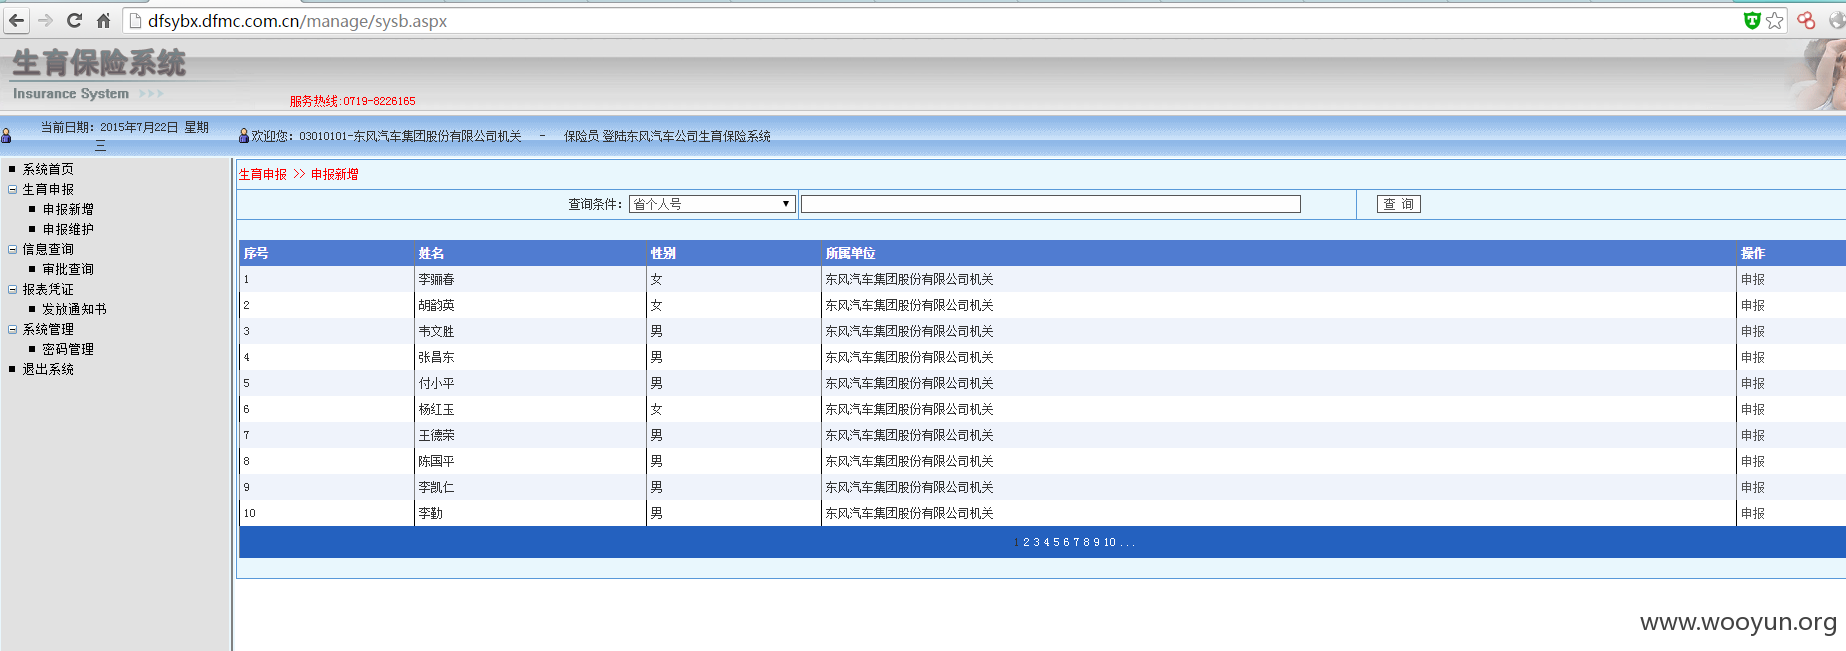 dfsybx.dfmc.com.cn/manage/sysb.aspx
生育保险系统
Insurance System >>>
服务热线:0719-8226165
当前日期：2015年7月22日 星期三
欢迎您：03010101-东风汽车集团股份有限公司机关 - 保险员 登陆东风汽车公司生育保险系统
系统首页
生育申报
申报新增
申报维护
信息查询
审批查询
报表凭证
发放通知书
系统管理
密码管理
退出系统
生育申报 >> 申报新增
查询条件： 省个人号 查 询
序号 姓名 性别 所属单位 操作
1 李骊春 女 东风汽车集团股份有限公司机关 申报
2 胡韵英 女 东风汽车集团股份有限公司机关 申报
3 韦文胜 男 东风汽车集团股份有限公司机关 申报
4 张昌东 男 东风汽车集团股份有限公司机关 申报
5 付小平 男 东风汽车集团股份有限公司机关 申报
6 杨红玉 女 东风汽车集团股份有限公司机关 申报
7 王德荣 男 东风汽车集团股份有限公司机关 申报
8 陈国平 男 东风汽车集团股份有限公司机关 申报
9 李凯仁 男 东风汽车集团股份有限公司机关 申报
10 李勤 男 东风汽车集团股份有限公司机关 申报
1 2 3 4 5 6 7 8 9 10 ...
www.wooyun.org